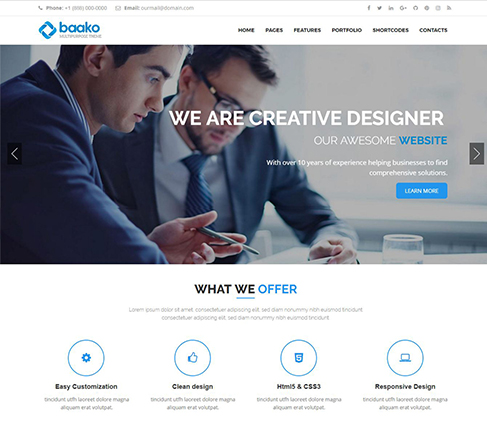 Phone: +1 (998) 000-0000 Email: ourmail@domain.com
baako
MULTIPURPOSE THEME
HOME PAGES FEATURES PORTFOLIO SHORTCODES CONTACTS
WE ARE CREATIVE DESIGNER
OUR AWESOME WEBSITE
With over 10 years of experience helping businesses to find
comprehensive solutions.
LEARN MORE
WHAT WE OFFER
Lorem ipsum dolor sit amet, consectetuer adipiscing elit, sed diam nonummy nibh euismod tincidunt
consectetuer adipiscing elit, sed diam nonummy nibh euismod
Easy Customization
tincidunt utfh laoreet dolore magna
aliquam erat volutpat.
Clean design
tincidunt utfh laoreet dolore magna
aliquam erat volutpat.
Html5 & CSS3
tincidunt utfh laoreet dolore magna
aliquam erat volutpat.
Responsive Design
tincidunt utfh laoreet dolore magna
aliquam erat volutpat.